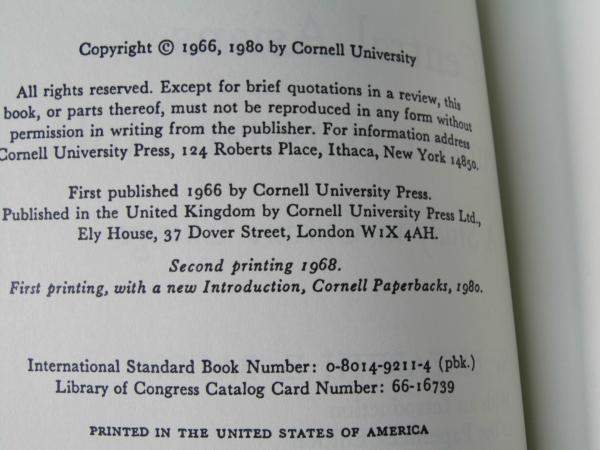 Copyright © 1966, 1980 by Cornell University
All rights reserved. Except for brief quotations in a review, this
book, or parts thereof, must not be reproduced in any form without
permission in writing from the publisher. For information address
Cornell University Press, 124 Roberts Place, Ithaca, New York 14850.
First published 1966 by Cornell University Press.
Published in the United Kingdom by Cornell University Press Ltd.,
Ely House, 37 Dover Street, London W1X 4AH.
Second printing 1968.
First printing, with a new Introduction, Cornell Paperbacks, 1980.
International Standard Book Number: 0-8014-9211-4 (pbk.)
Library of Congress Catalog Card Number: 66-16739
PRINTED IN THE UNITED STATES OF AMERICA